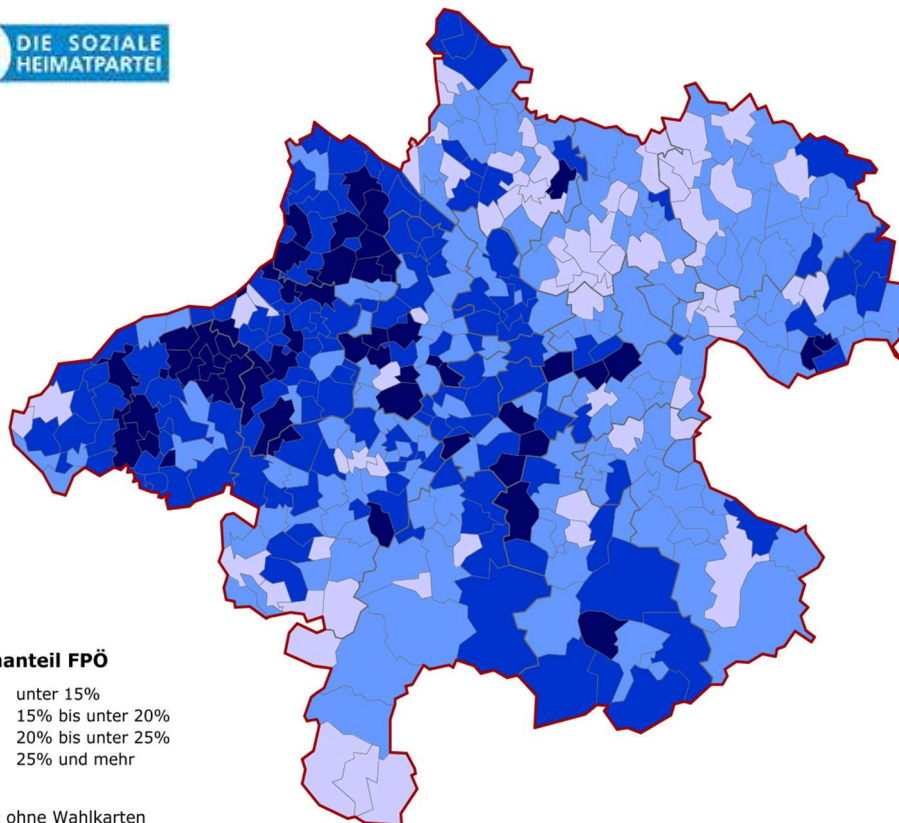 DIE SOZIALE
HEIMATPARTEI
nanteil FPÖ
unter 15%
15% bis unter 20%
20% bis unter 25%
25% und mehr
ohne Wahlkarten